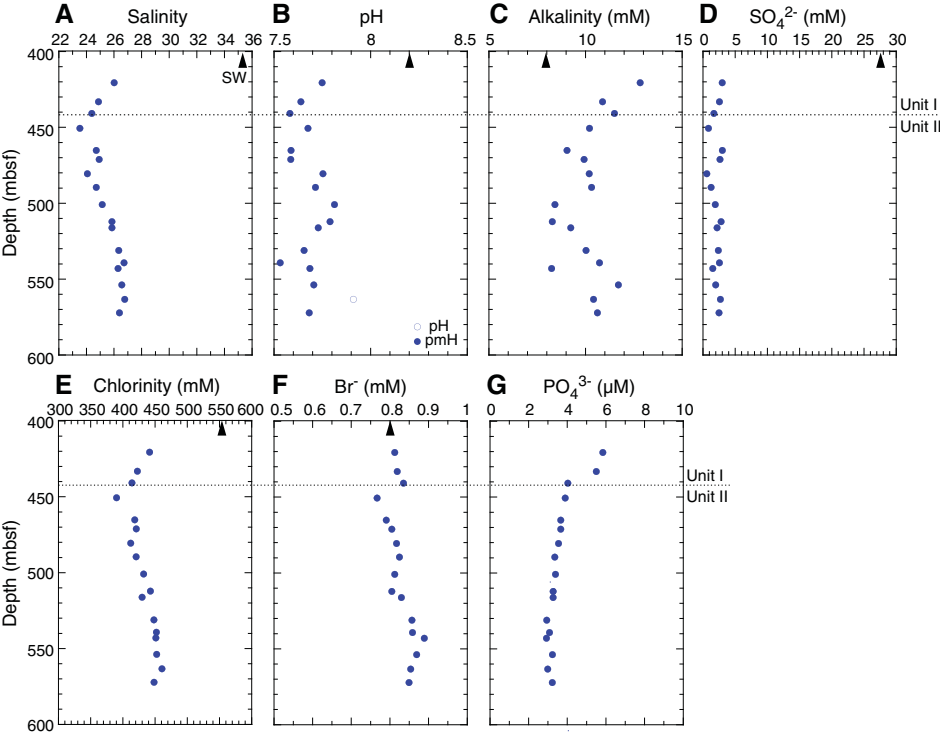 A Salinity
B pH
C Alkalinity (mM)
D SO₄²⁻ (mM)
22 24 26 28 30 32 34 36
7.5 8 8.5
5 10 15
0 5 10 15 20 25 30
400
SW
Unit I
450
Unit II
500
550
600
Depth (mbsf)
pH
pmH
E Chlorinity (mM)
F Br⁻ (mM)
G PO₄³⁻ (µM)
300 350 400 450 500 550 600
0.5 0.6 0.7 0.8 0.9 1
0 2 4 6 8 10
400
Unit I
450
Unit II
500
550
600
Depth (mbsf)